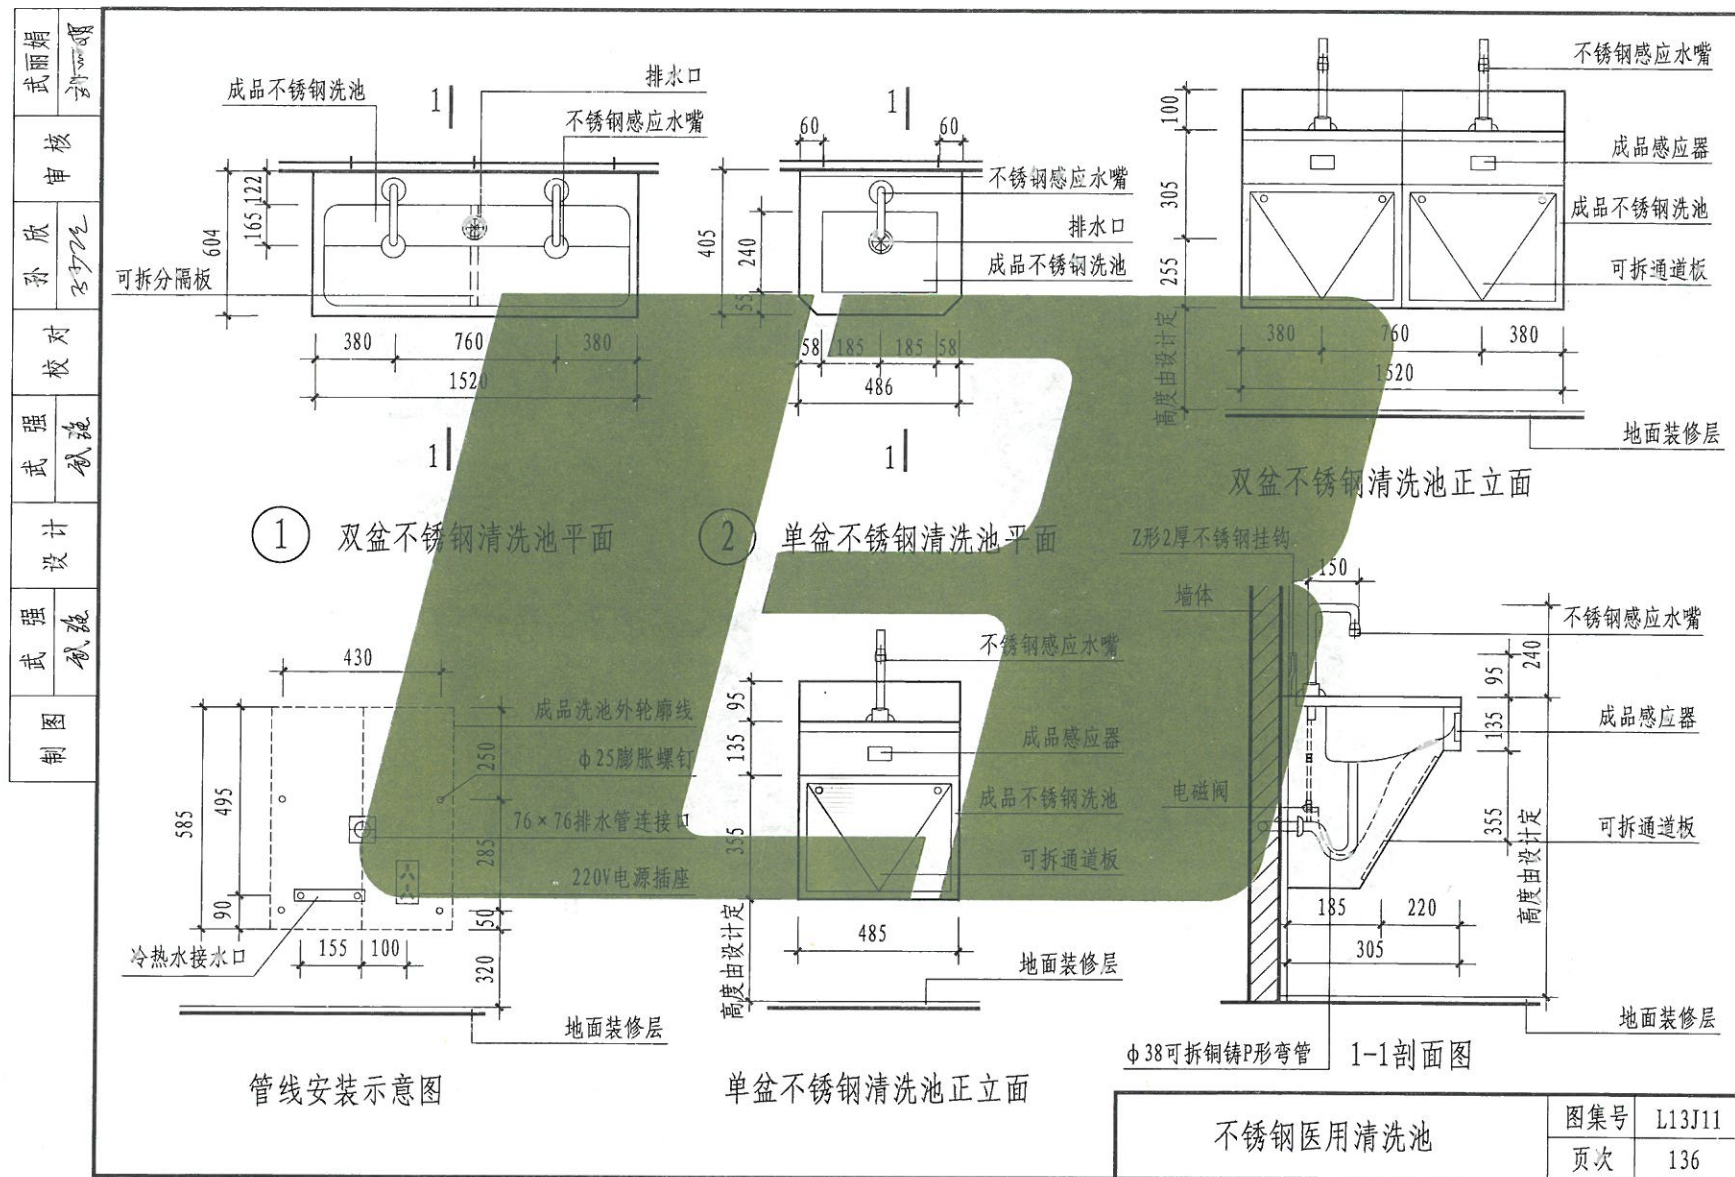 武丽娟
审核
孙欣
校对
武强
设计
武强
制图
成品不锈钢洗池
排水口
不锈钢感应水嘴
可拆分隔板
1
1
122
165
604
380
760
380
1520
① 双盆不锈钢清洗池平面
1
1
60
60
不锈钢感应水嘴
排水口
成品不锈钢洗池
405
240
55
58
185
185
58
486
② 单盆不锈钢清洗池平面
不锈钢感应水嘴
成品感应器
成品不锈钢洗池
可拆通道板
100
305
255
高度由设计定
380
760
380
1520
地面装修层
双盆不锈钢清洗池正立面
430
成品洗池外轮廓线
φ25膨胀螺钉
76×76排水管连接口
220V电源插座
585
495
90
250
285
50
320
155
100
冷热水接水口
地面装修层
管线安装示意图
不锈钢感应水嘴
成品感应器
成品不锈钢洗池
可拆通道板
95
135
355
高度由设计定
485
地面装修层
单盆不锈钢清洗池正立面
Z形2厚不锈钢挂钩
墙体
电磁阀
150
不锈钢感应水嘴
成品感应器
可拆通道板
240
95
135
355
高度由设计定
185
220
305
地面装修层
φ38可拆铜铸P形弯管
1-1剖面图
不锈钢医用清洗池
图集号
L13J11
页次
136